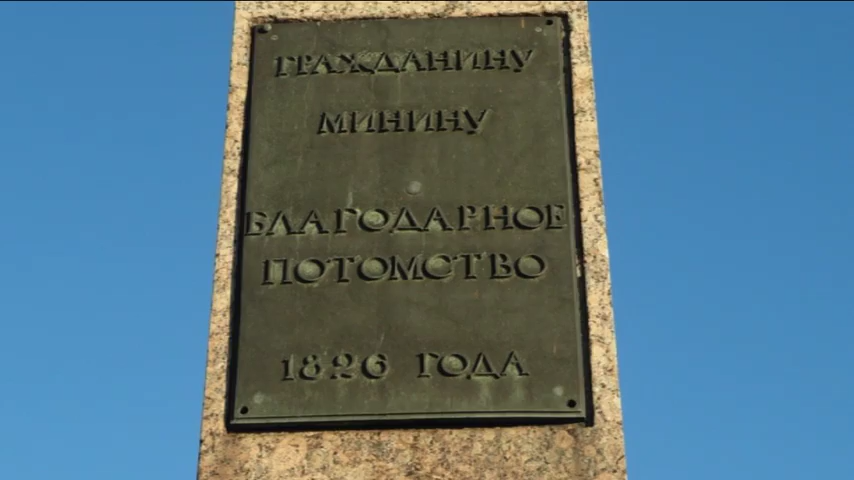 ГРАЖДАНИНУ
МИНИНУ
БЛАГОДАРНОЕ
ПОТОМСТВО
1826 ГОДА